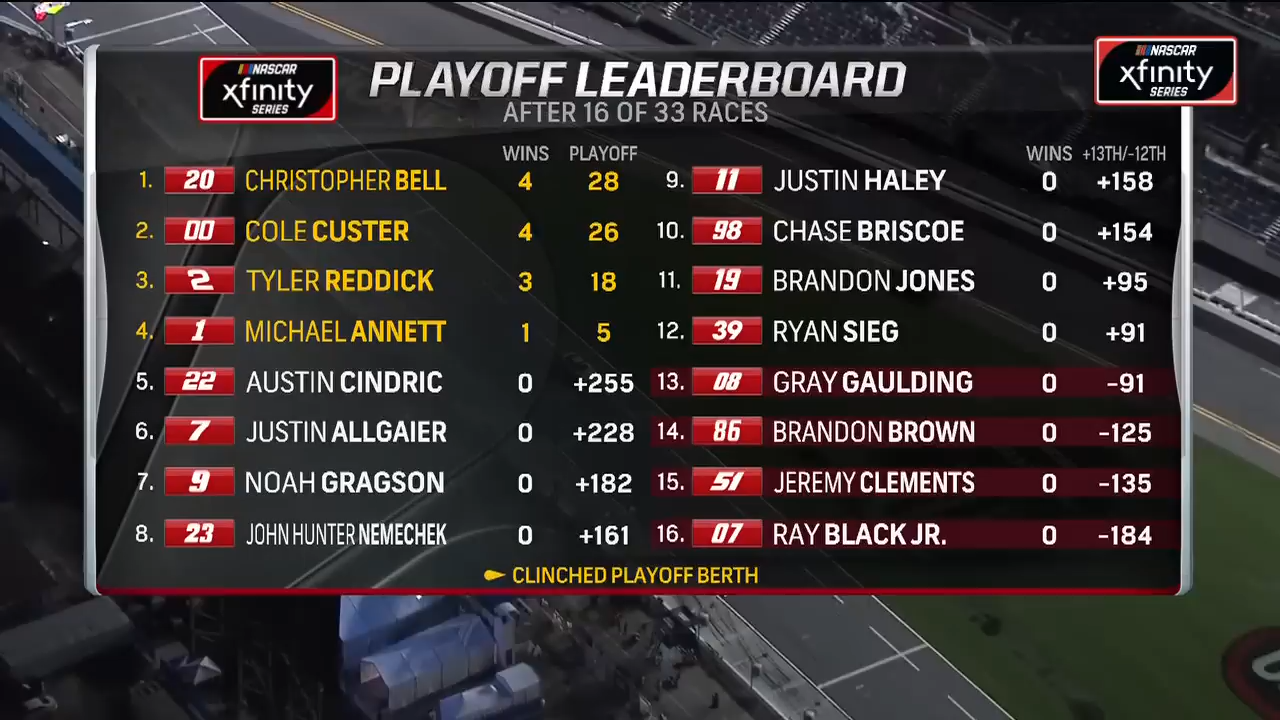 NASCAR
xfinity
SERIES
PLAYOFF LEADERBOARD
AFTER 16 OF 33 RACES
NASCAR
xfinity
SERIES
WINS PLAYOFF
1. 20 CHRISTOPHER BELL 4 28
2. 00 COLE CUSTER 4 26
3. 2 TYLER REDDICK 3 18
4. 1 MICHAEL ANNETT 1 5
5. 22 AUSTIN CINDRIC 0 +255
6. 7 JUSTIN ALLGAIER 0 +228
7. 9 NOAH GRAGSON 0 +182
8. 23 JOHN HUNTER NEMECHEK 0 +161
WINS +13TH/-12TH
9. 11 JUSTIN HALEY 0 +158
10. 98 CHASE BRISCOE 0 +154
11. 19 BRANDON JONES 0 +95
12. 39 RYAN SIEG 0 +91
13. 08 GRAY GAULDING 0 -91
14. 86 BRANDON BROWN 0 -125
15. 51 JEREMY CLEMENTS 0 -135
16. 07 RAY BLACK JR. 0 -184
CLINCHED PLAYOFF BERTH